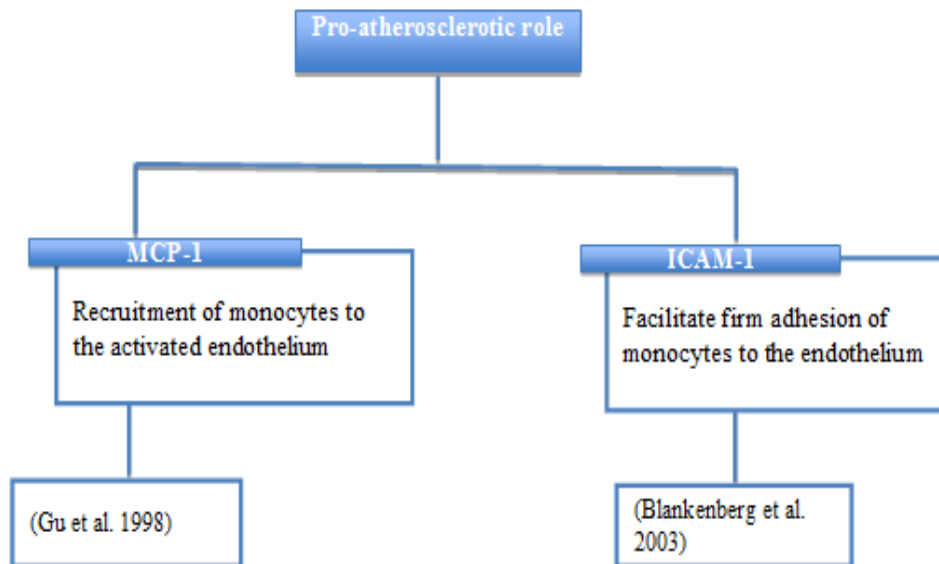 Pro-atherosclerotic role
MCP-1
Recruitment of monocytes to
the activated endothelium
(Gu et al. 1998)
ICAM-1
Facilitate firm adhesion of
monocytes to the endothelium
(Blankenberg et al.
2003)